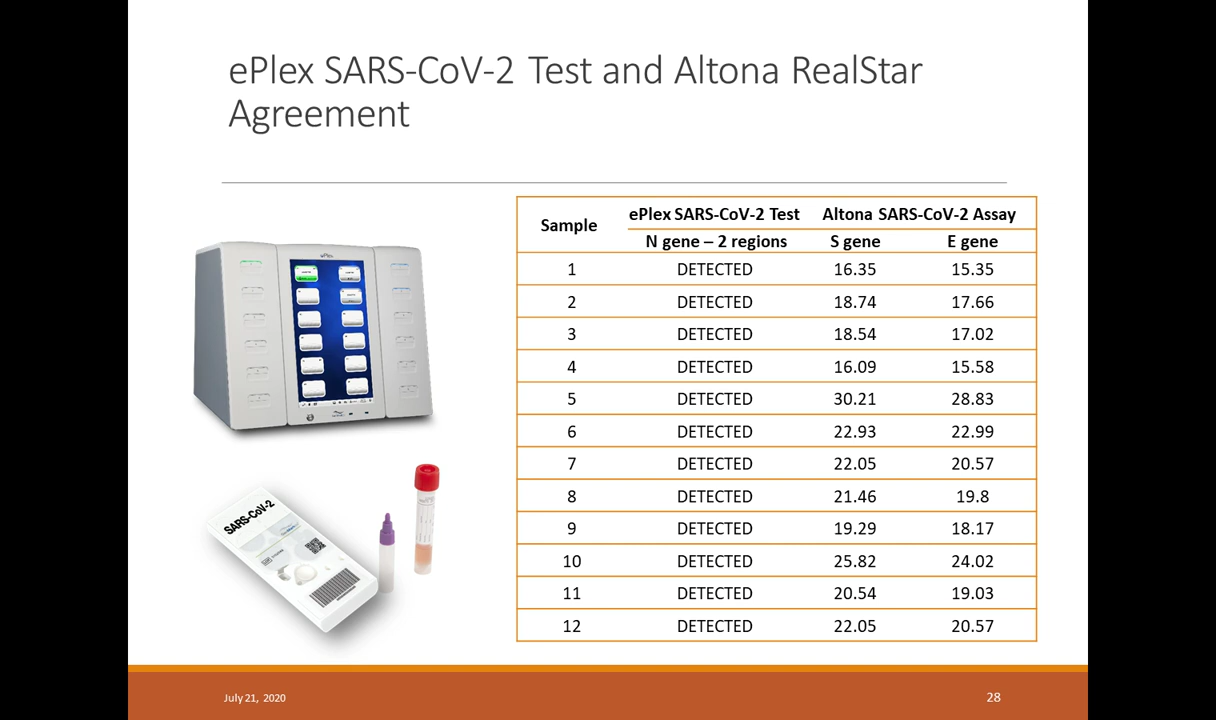 ePlex SARS-CoV-2 Test and Altona RealStar
Agreement
Sample ePlex SARS-CoV-2 Test Altona SARS-CoV-2 Assay
N gene – 2 regions S gene E gene
1 DETECTED 16.35 15.35
2 DETECTED 18.74 17.66
3 DETECTED 18.54 17.02
4 DETECTED 16.09 15.58
5 DETECTED 30.21 28.83
6 DETECTED 22.93 22.99
7 DETECTED 22.05 20.57
8 DETECTED 21.46 19.8
9 DETECTED 19.29 18.17
10 DETECTED 25.82 24.02
11 DETECTED 20.54 19.03
12 DETECTED 22.05 20.57
ePlex
SARS-CoV-2
July 21, 2020
28